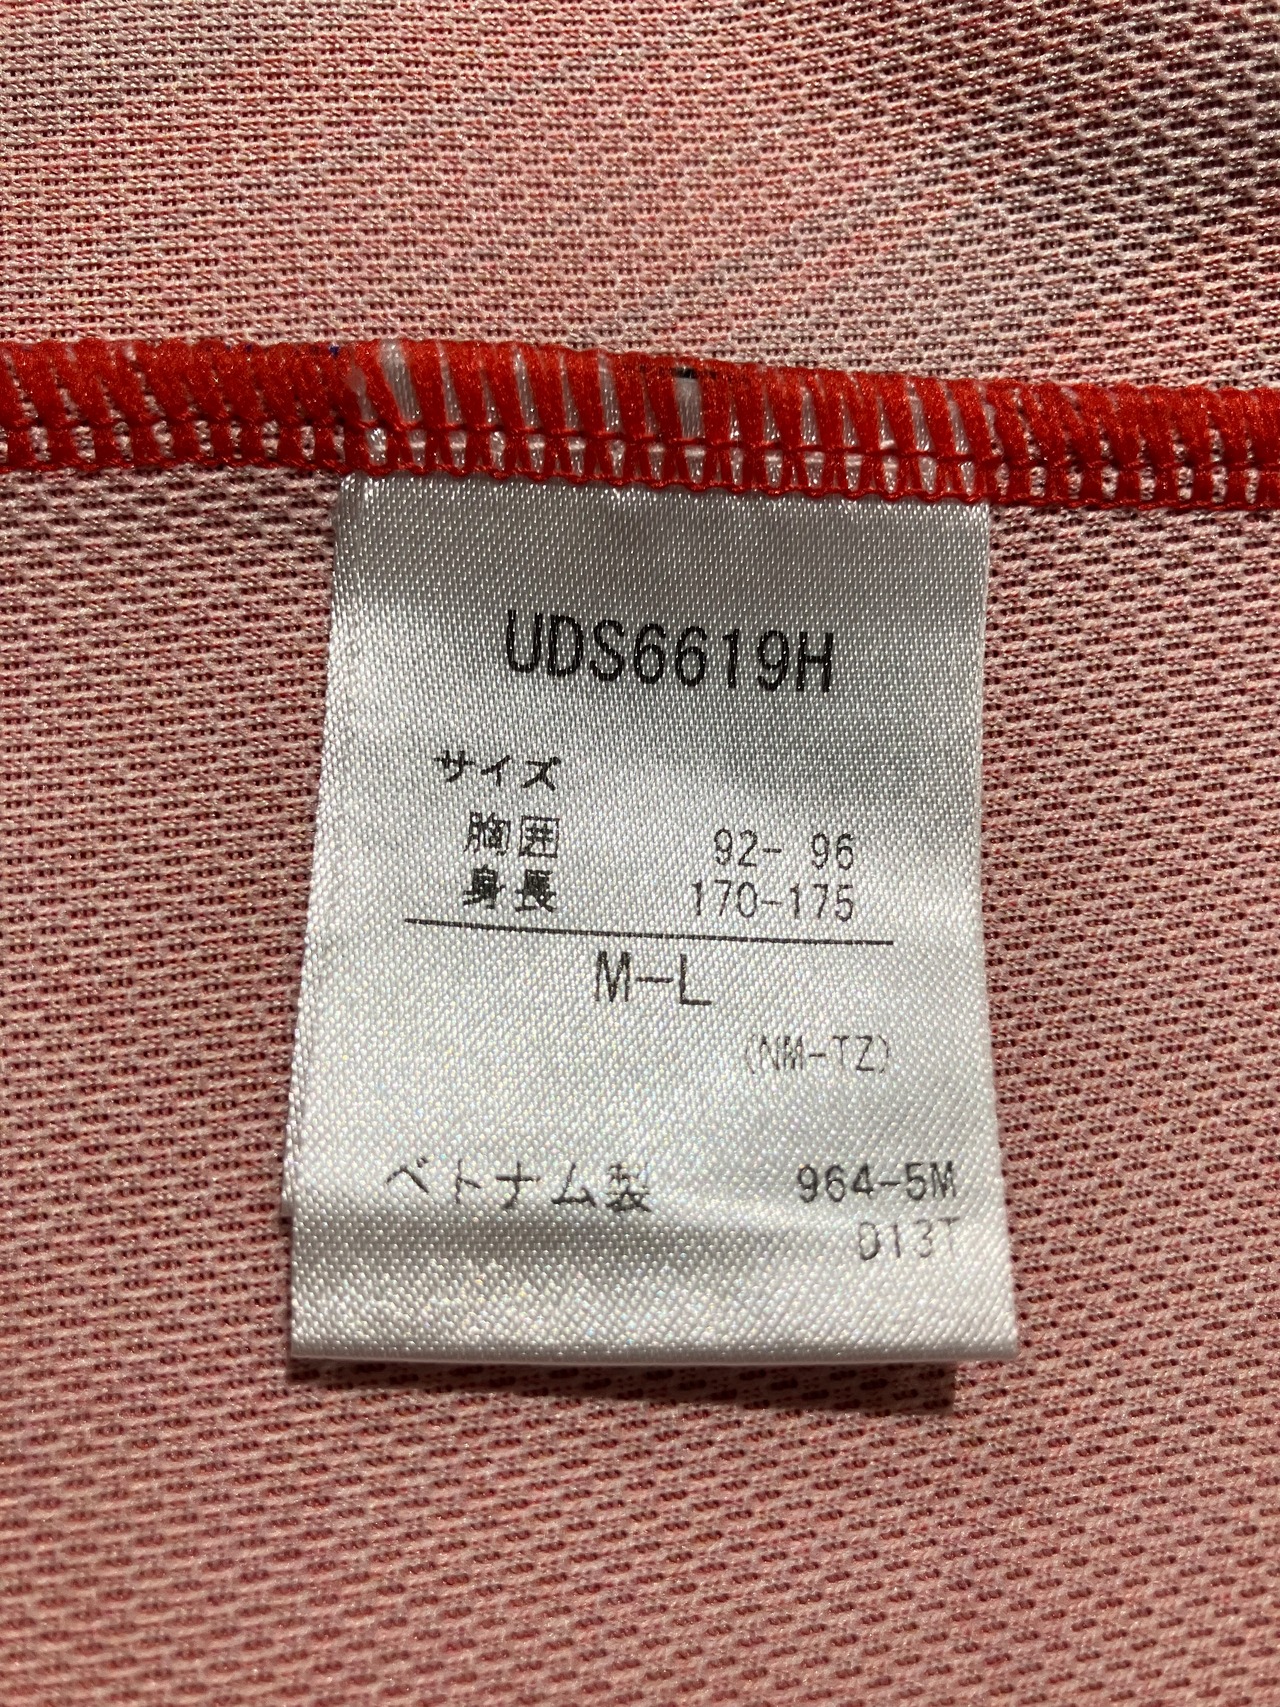 UDS6619H
サイズ
胸囲 92- 96
身長 170-175
M-L
(NM-TZ)
ベトナム製 964-5M
013T